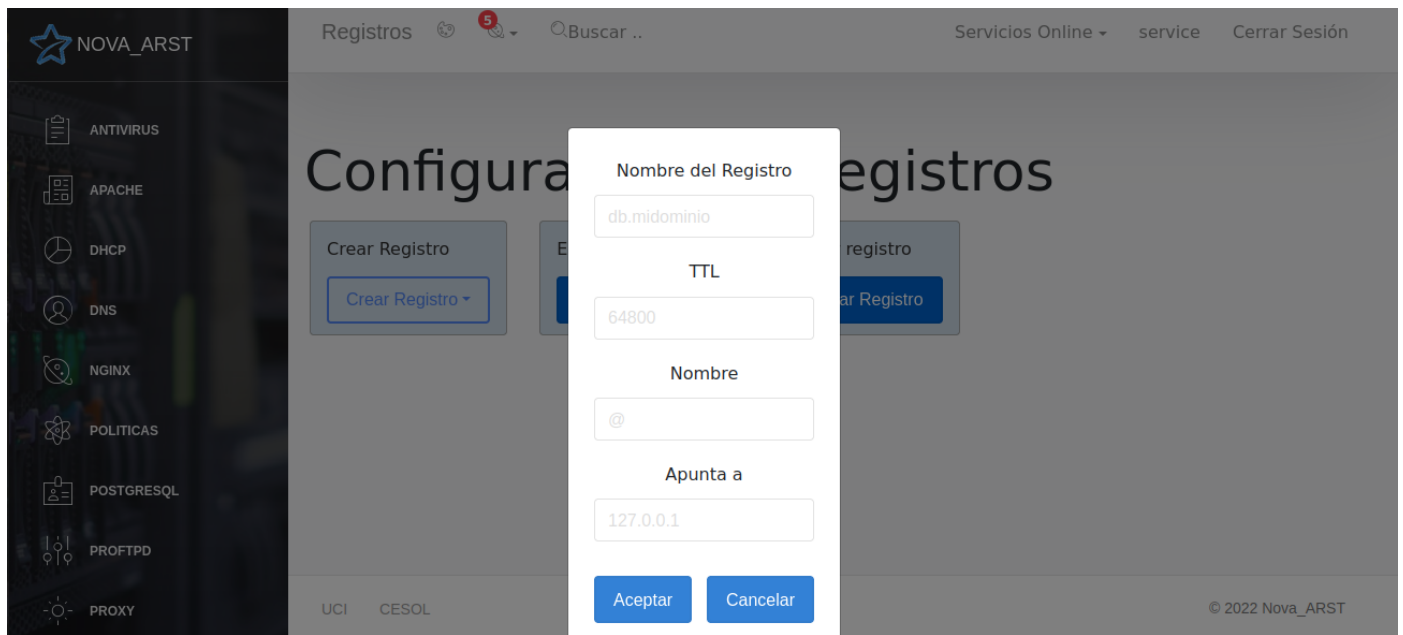 NOVA_ARST
Registros 5 Buscar .. Servicios Online service Cerrar Sesión
ANTIVIRUS
APACHE
DHCP
DNS
NGINX
POLITICAS
POSTGRESQL
PROFTPD
PROXY
Configura egistros
Crear Registro
Crear Registro
E
registro
ar Registro
Nombre del Registro
db.midominio
TTL
64800
Nombre
@
Apunta a
127.0.0.1
Aceptar Cancelar
UCI CESOL
© 2022 Nova_ARST